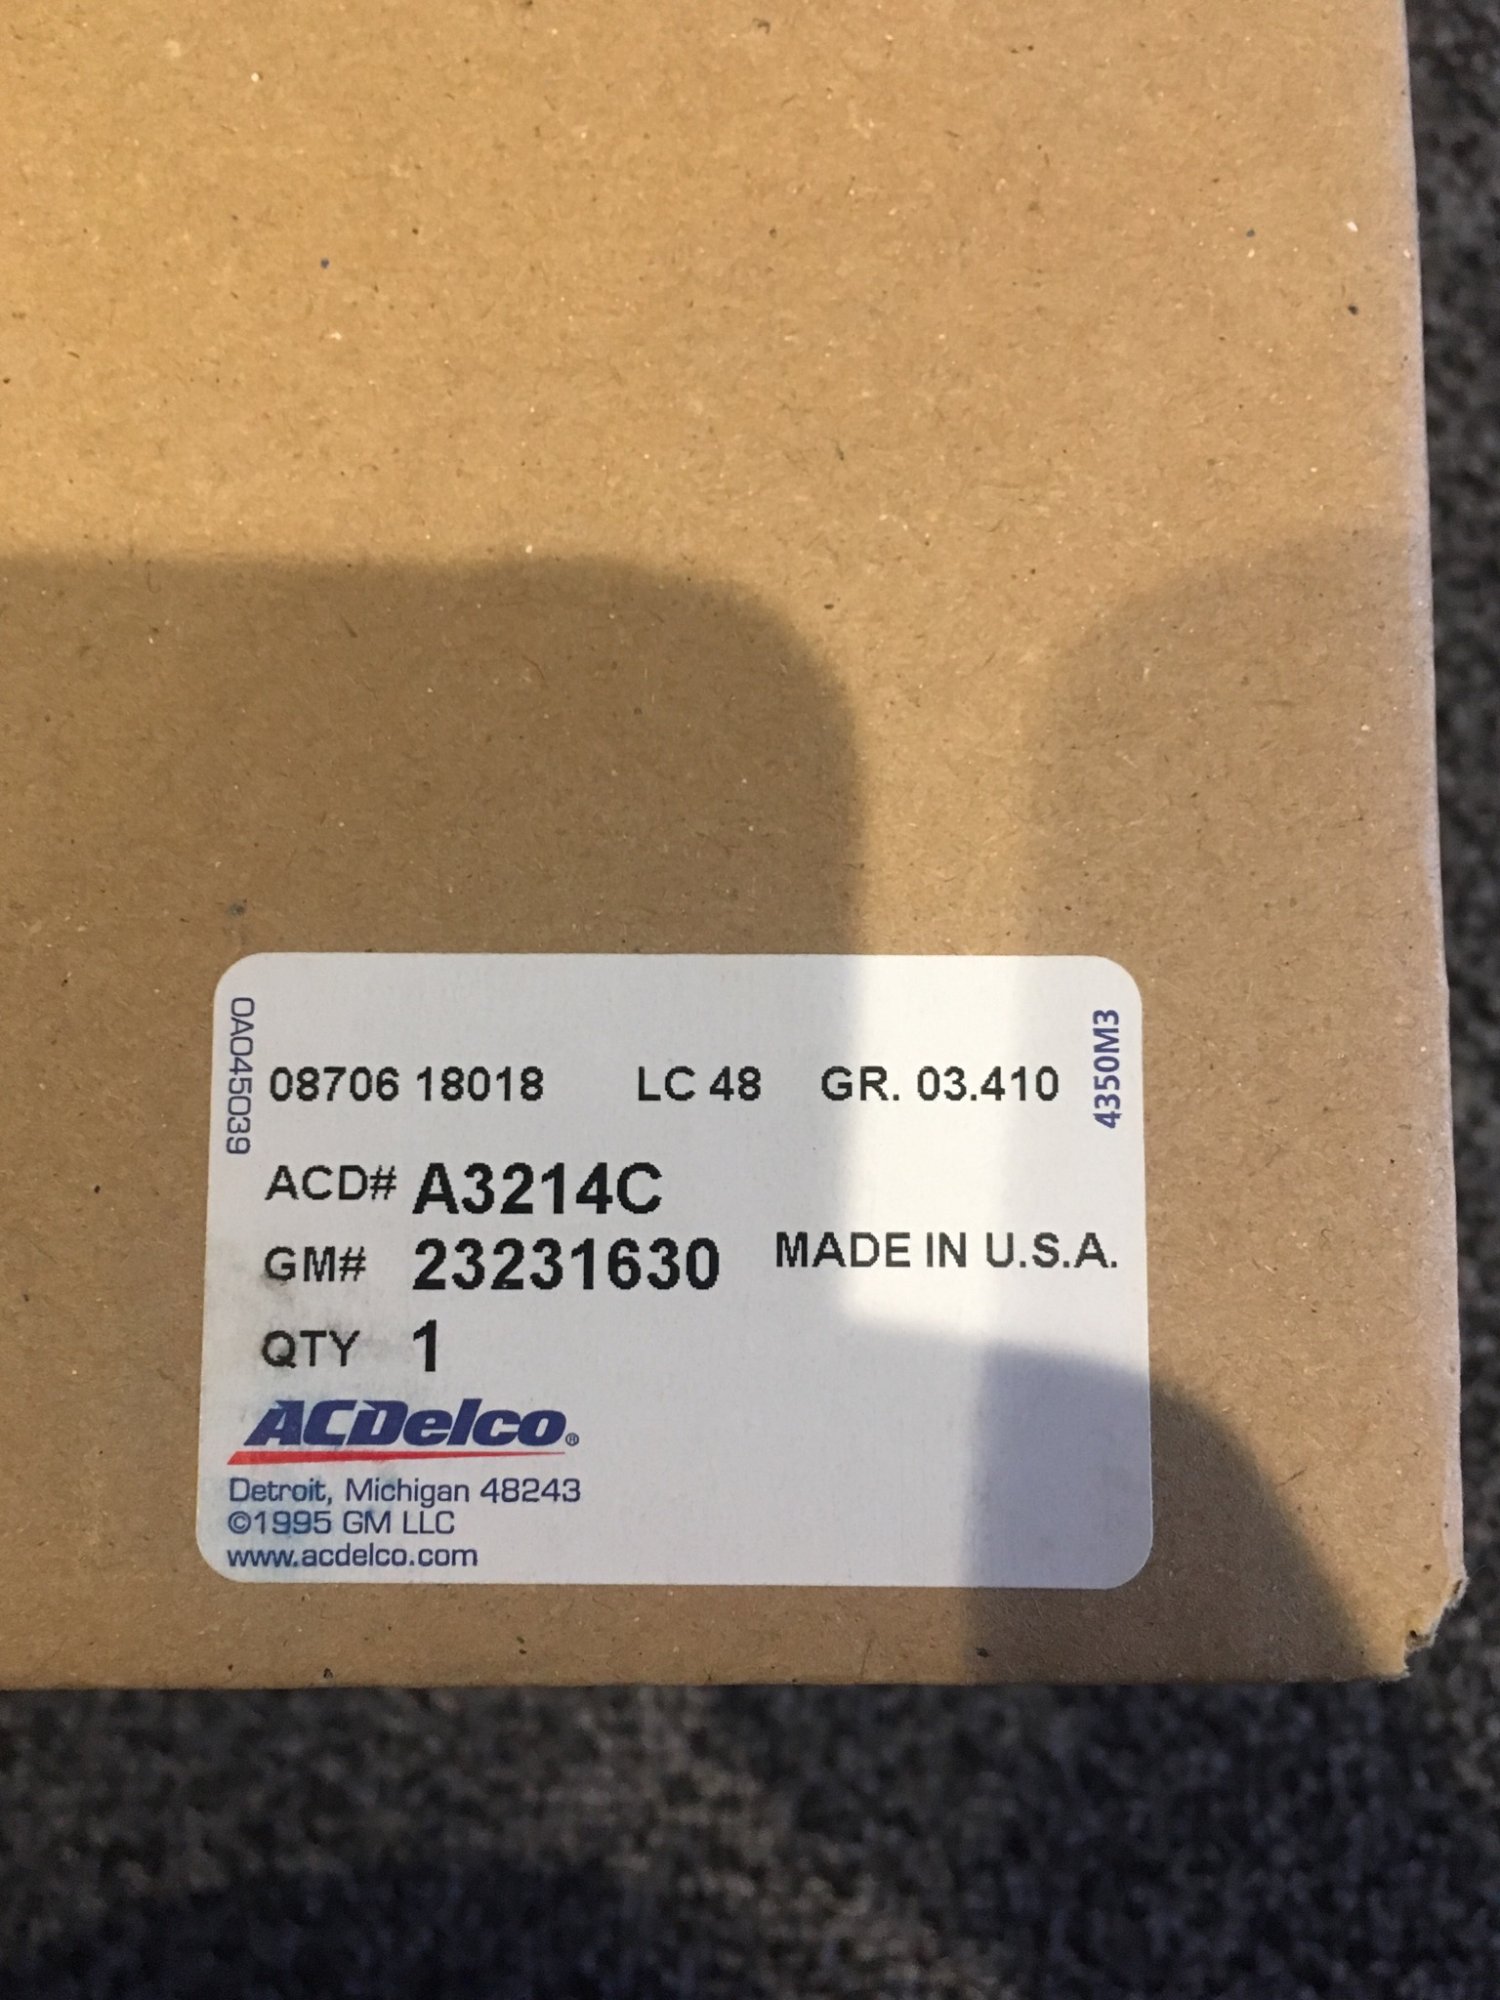 0A045039
08706 18018 LC 48 GR. 03.410
4350M3
ACD# A3214C
GM# 23231630 MADE IN U.S.A.
QTY 1
ACDelco®
Detroit, Michigan 48243
©1995 GM LLC
www.acdelco.com